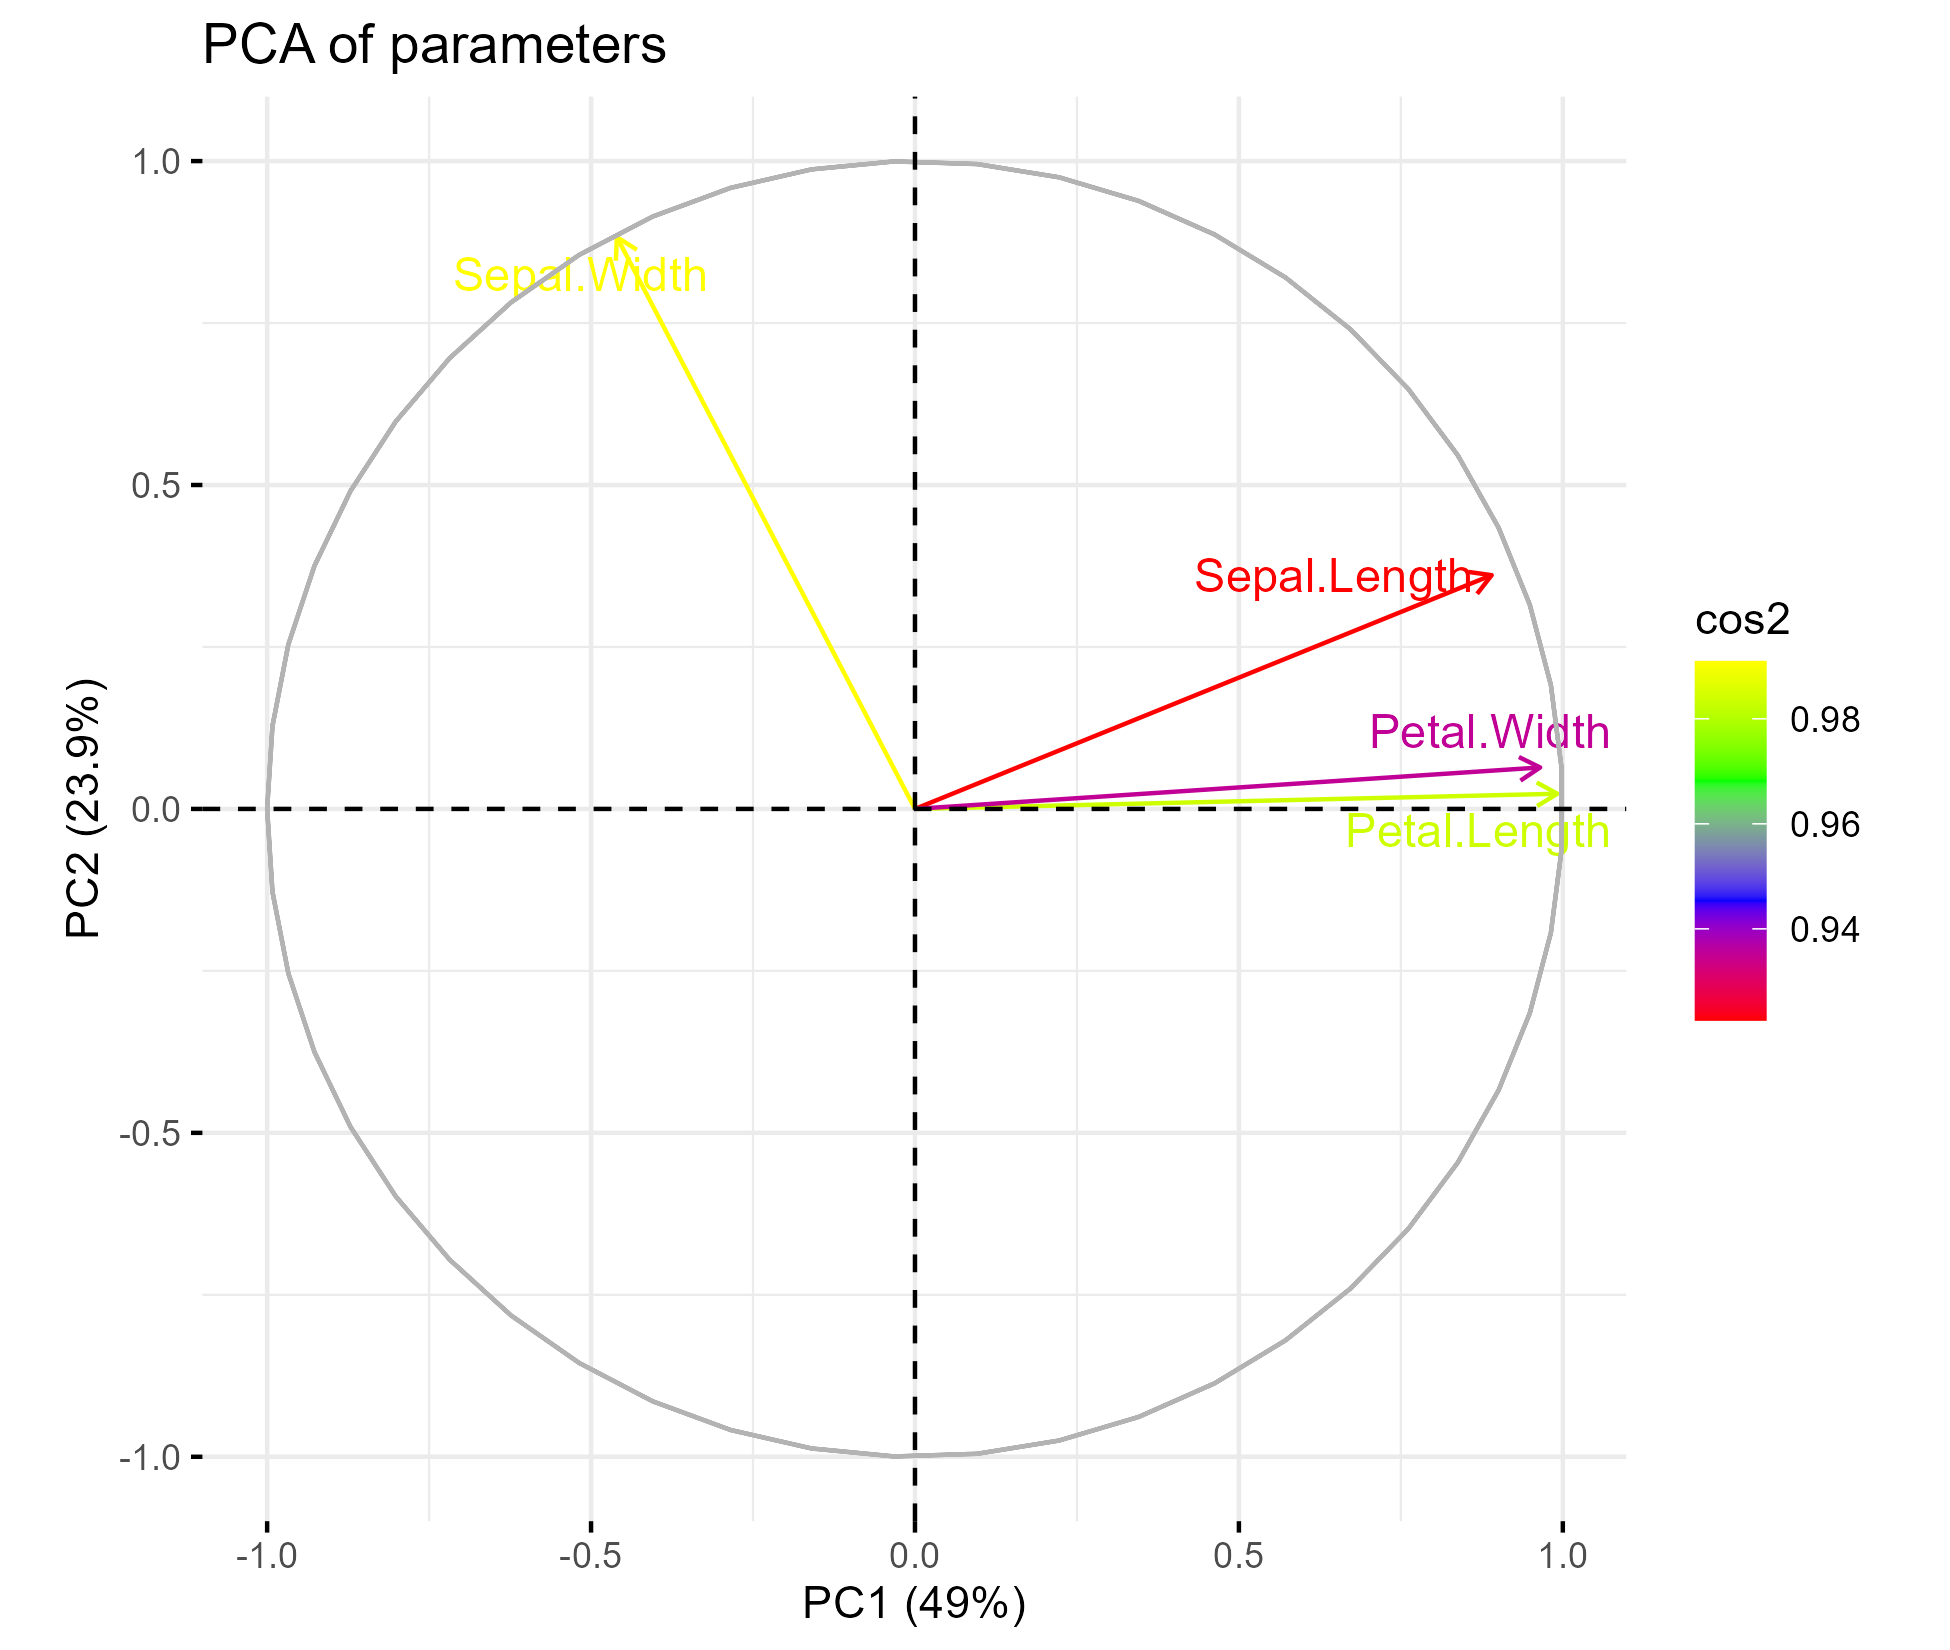 PCA of parameters
1.0
0.5
0.0
-0.5
-1.0
PC2 (23.9%)
Sepal.Width
Sepal.Length
Petal.Width
Petal.Length
-1.0
-0.5
0.0
0.5
1.0
PC1 (49%)
cos2
0.98
0.96
0.94